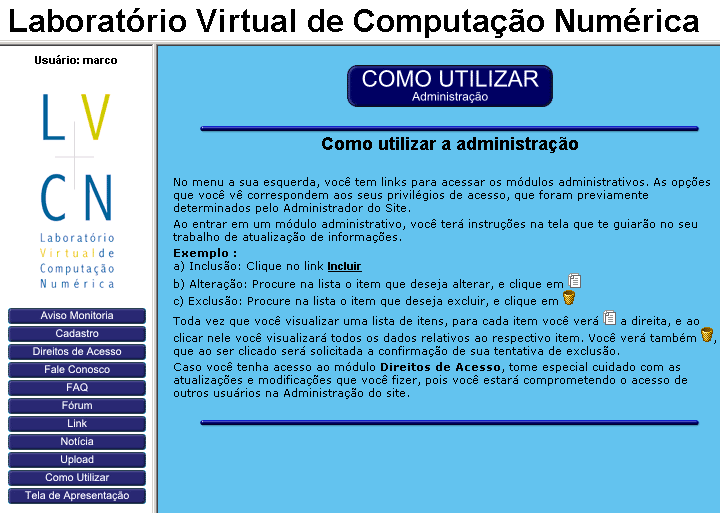 Laboratório Virtual de Computação Numérica
Usuário: marco
LV
CN
Laboratório
Virtual de
Computação
Numérica
Aviso Monitoria
Cadastro
Direitos de Acesso
Fale Conosco
FAQ
Fórum
Link
Notícia
Upload
Como Utilizar
Tela de Apresentação
COMO UTILIZAR
Administração
Como utilizar a administração
No menu a sua esquerda, você tem links para acessar os módulos administrativos. As opções
que você vê correspondem aos seus privilégios de acesso, que foram previamente
determinados pelo Administrador do Site.
Ao entrar em um módulo administrativo, você terá instruções na tela que te guiarão no seu
trabalho de atualização de informações.
Exemplo :
a) Inclusão: Clique no link Incluir
b) Alteração: Procure na lista o item que deseja alterar, e clique em
c) Exclusão: Procure na lista o item que deseja excluir, e clique em
Toda vez que você visualizar uma lista de itens, para cada item você verá a direita, e ao
clicar nele você visualizará todos os dados relativos ao respectivo item. Você verá também ,
que ao ser clicado será solicitada a confirmação de sua tentativa de exclusão.
Caso você tenha acesso ao módulo Direitos de Acesso, tome especial cuidado com as
atualizações e modificações que você fizer, pois você estará comprometendo o acesso de
outros usuários na Administração do site.